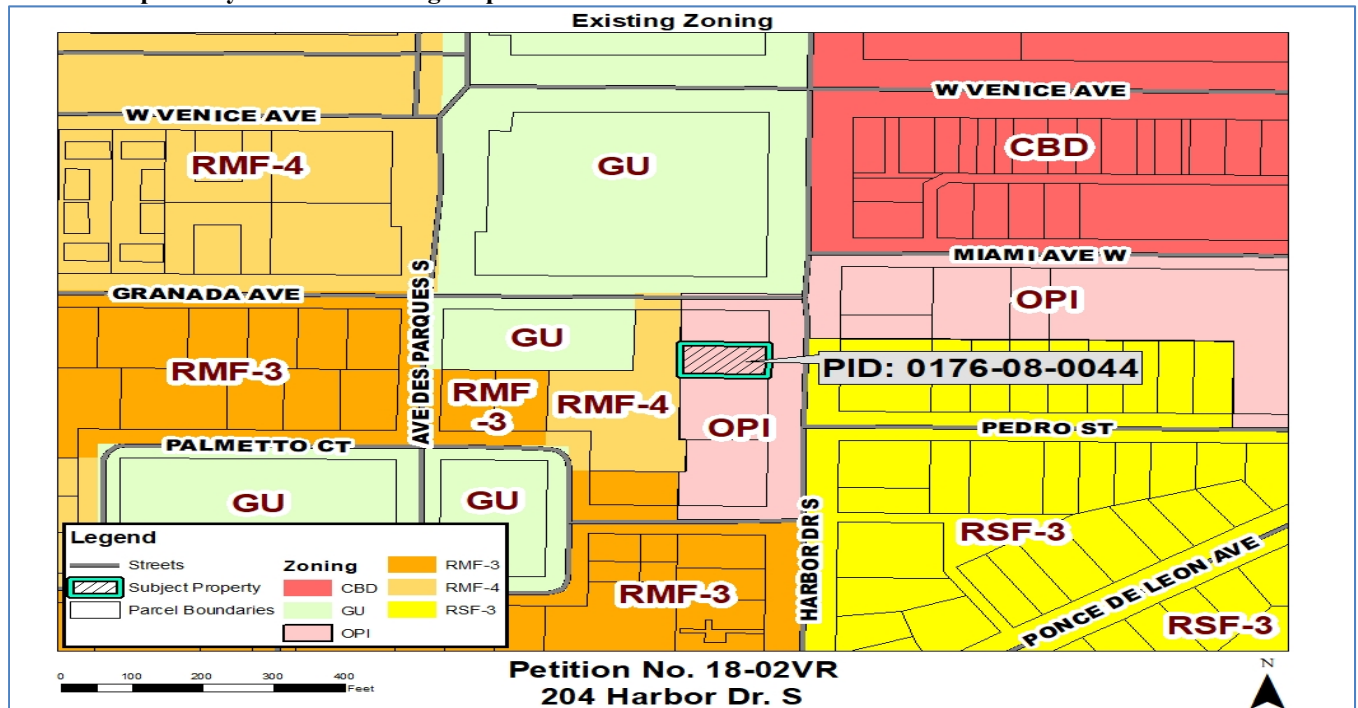 Existing Zoning
W VENICE AVE
W VENICE AVE
RMF-4
GU
CBD
MIAMI AVE W
GRANADA AVE
AVE DES PARQUES S
OPI
GU
RMF-3
PID: 0176-08-0044
RMF
-3
RMF-4
OPI
PEDRO ST
PALMETTO CT
GU
GU
HARBOR DR S
RSF-3
PONCE DE LEON AVE
RMF-3
RSF-3
Legend
Streets
Subject Property
Parcel Boundaries
Zoning
CBD
GU
OPI
RMF-3
RMF-4
RSF-3
0 100 200 300 400
Feet
Petition No. 18-02VR
204 Harbor Dr. S
N